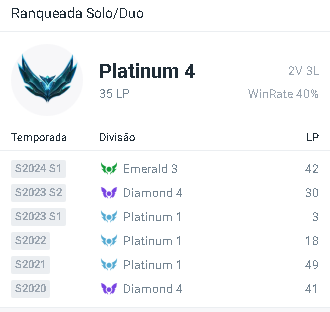 Ranqueada Solo/Duo
Platinum 4 2V 3L
35 LP WinRate 40%
Temporada Divisão LP
S2024 S1 Emerald 3 42
S2023 S2 Diamond 4 30
S2023 S1 Platinum 1 3
S2022 Platinum 1 18
S2021 Platinum 1 49
S2020 Diamond 4 41